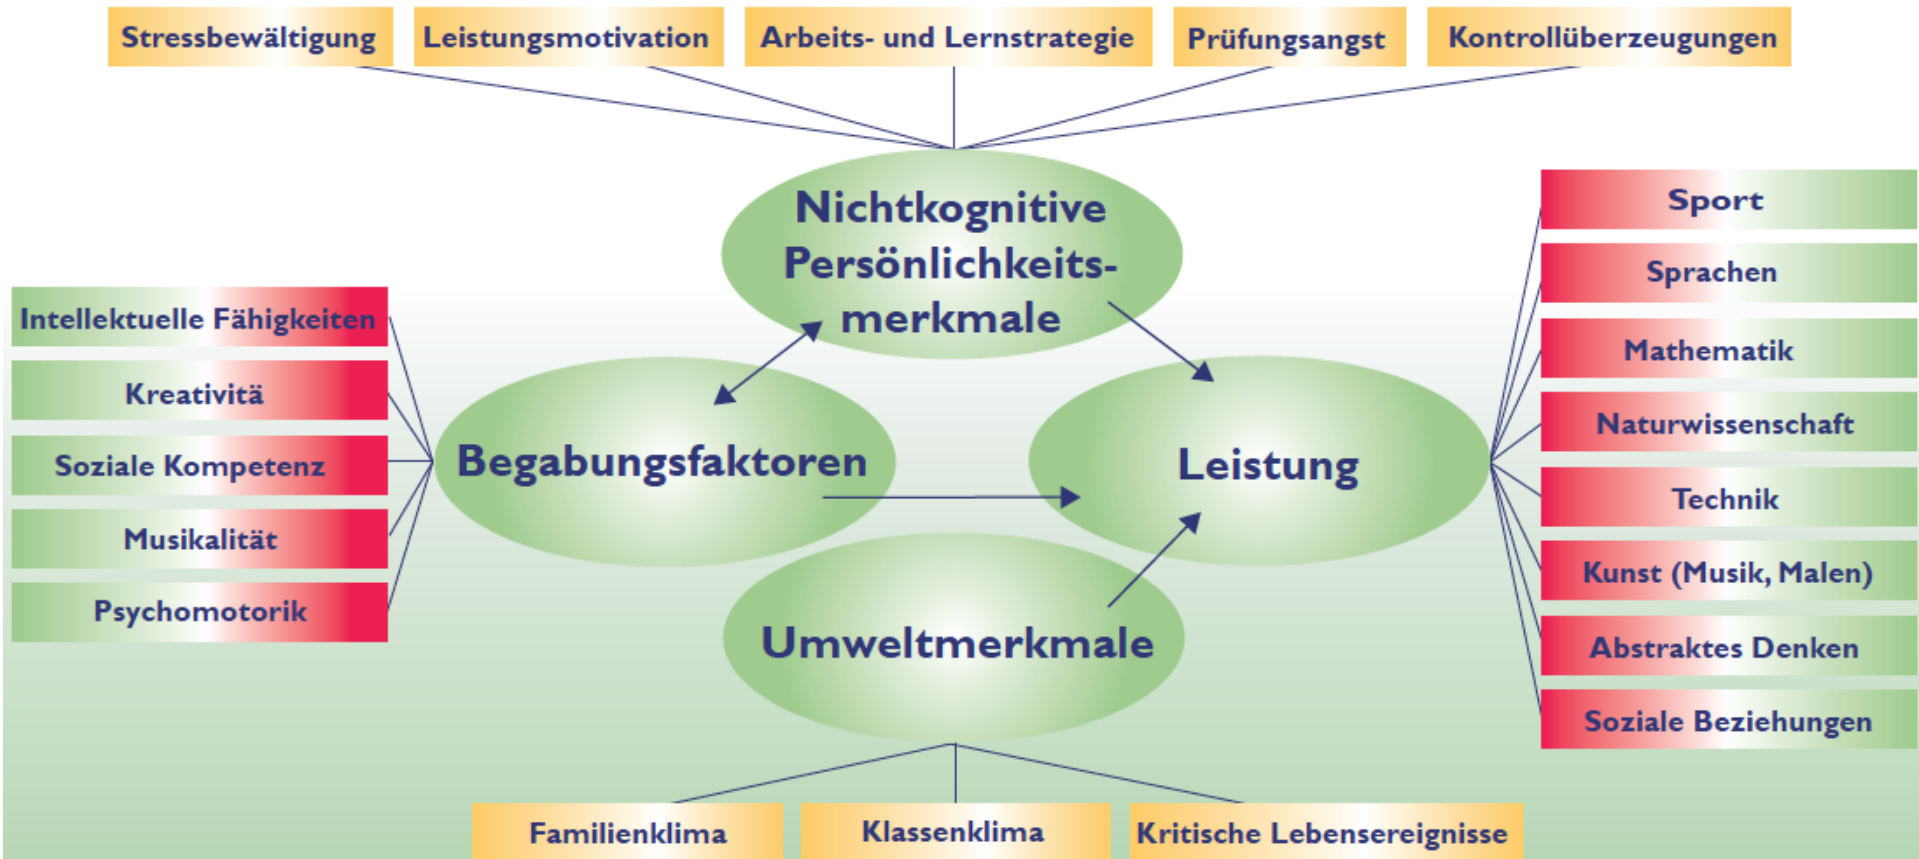 Stressbewältigung
Leistungsmotivation
Arbeits- und Lernstrategie
Prüfungsangst
Kontrollüberzeugungen
Nichtkognitive
Persönlichkeits-
merkmale
Intellektuelle Fähigkeiten
Kreativitä
Soziale Kompetenz
Musikalität
Psychomotorik
Begabungsfaktoren
Leistung
Sport
Sprachen
Mathematik
Naturwissenschaft
Technik
Kunst (Musik, Malen)
Abstraktes Denken
Soziale Beziehungen
Umweltmerkmale
Familienklima
Klassenklima
Kritische Lebensereignisse